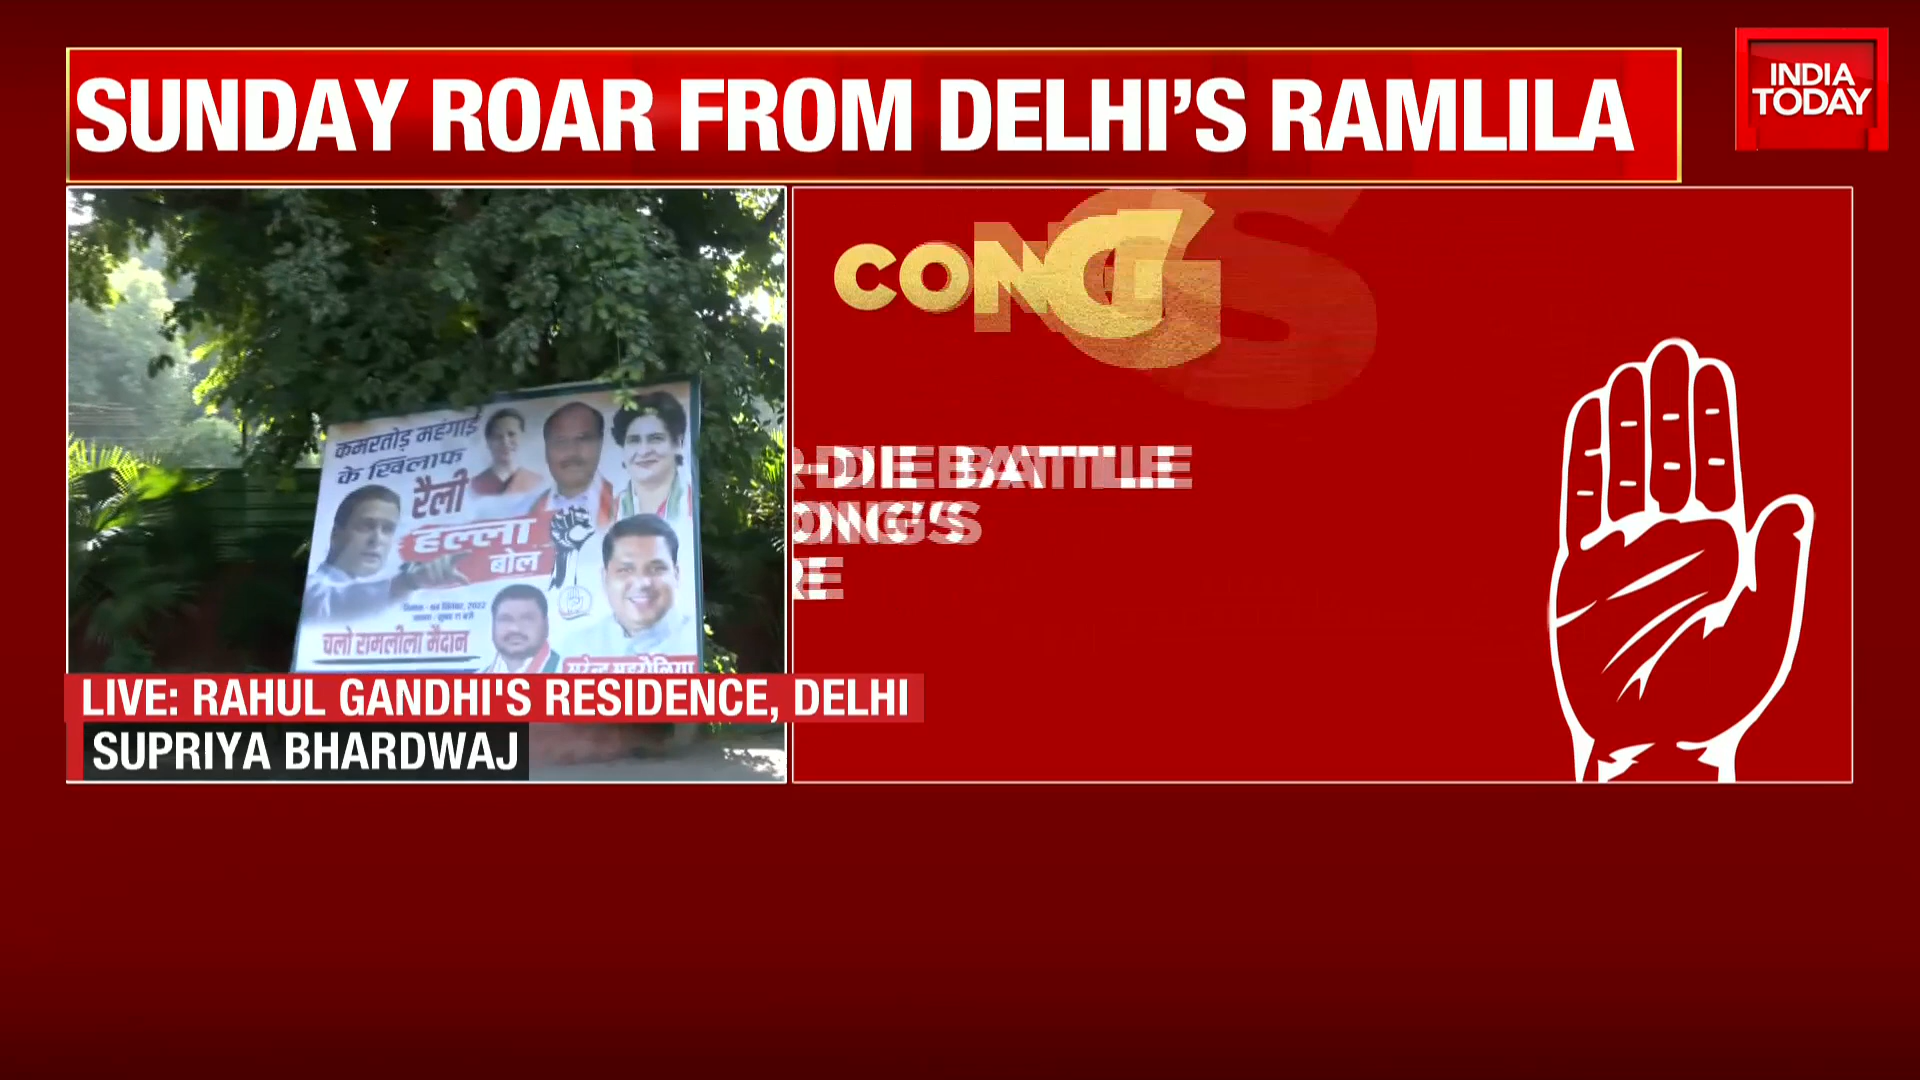 SUNDAY ROAR FROM DELHI'S RAMLILA
INDIA
TODAY
-DIE BATTLE
ONG'S
RE
कमरतोड़ महंगाई
के खिलाफ
रैली
हल्ला
बोल
चलो रामलीला मैदान
LIVE: RAHUL GANDHI'S RESIDENCE, DELHI
SUPRIYA BHARDWAJ